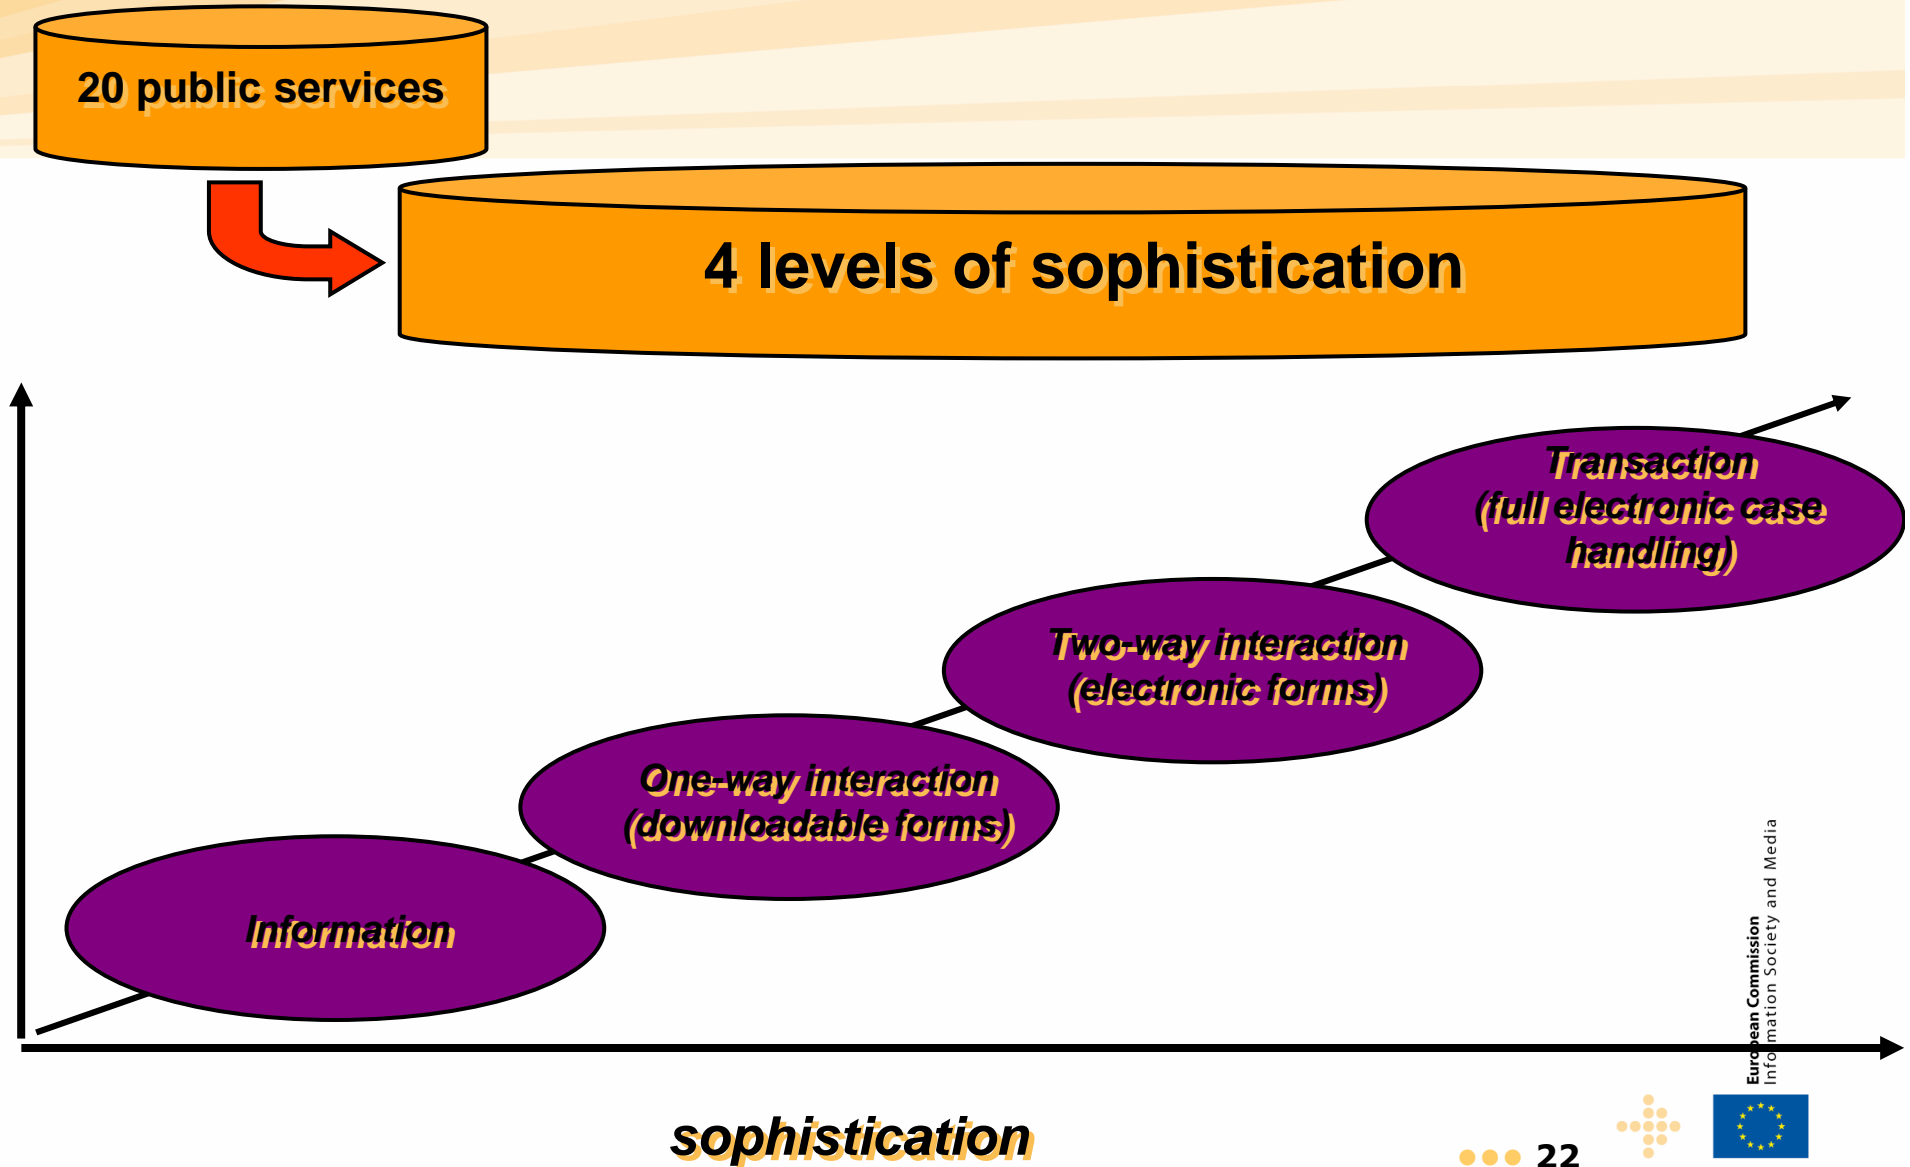 20 public services
4 levels of sophistication
Transaction
(full electronic case
handling)
Two-way interaction
(electronic forms)
One-way interaction
(downloadable forms)
Information
European Commission
Information Society and Media
sophistication
22